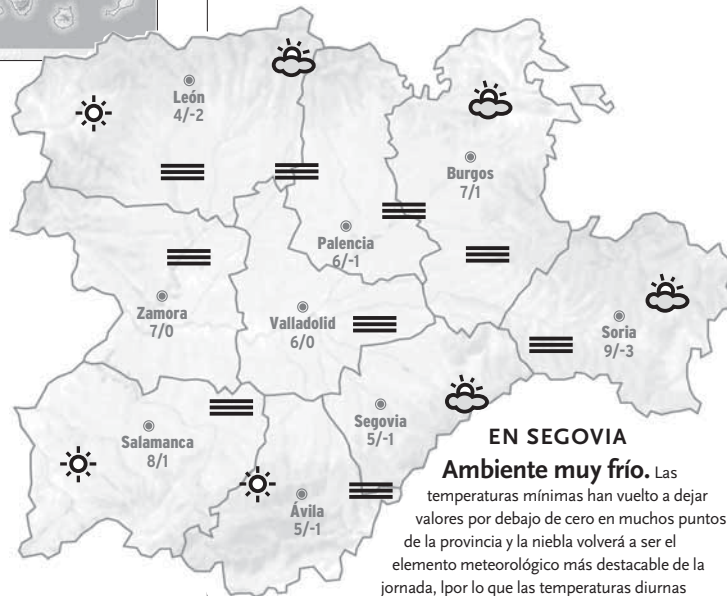 León
4/-2
Burgos
7/1
Palencia
6/-1
Zamora
7/0
Valladolid
6/0
Soria
9/-3
Segovia
5/-1
Salamanca
8/1
Ávila
5/-1
EN SEGOVIA
Ambiente muy frío. Las
temperaturas mínimas han vuelto a dejar
valores por debajo de cero en muchos puntos
de la provincia y la niebla volverá a ser el
elemento meteorológico más destacable de la
jornada, lpor lo que las temperaturas diurnas